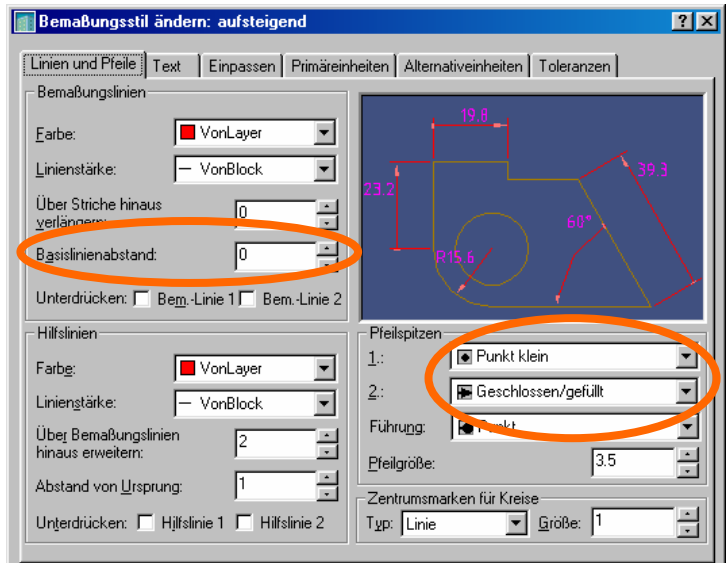 Bemaßungsstil ändern: aufsteigend
Linien und Pfeile Text Einpassen Primäreinheiten Alternativeinheiten Toleranzen
Bemaßungslinien
Farbe: VonLayer
Linienstärke: VonBlock
Über Striche hinaus
verlängern: 0
Basislinienabstand: 0
Unterdrücken: Bem.-Linie 1 Bem.-Linie 2
19.8
39.3
23.2
60°
R15.6
Hilfslinien
Farbe: VonLayer
Linienstärke: VonBlock
Über Bemaßungslinien
hinaus erweitern: 2
Abstand von Ursprung: 1
Unterdrücken: Hilfslinie 1 Hilfslinie 2
Pfeilspitzen
1.: Punkt klein
2.: Geschlossen/gefüllt
Führung: Punkt
Pfeilgröße: 3.5
Zentrumsmarken für Kreise
Typ: Linie Größe: 1